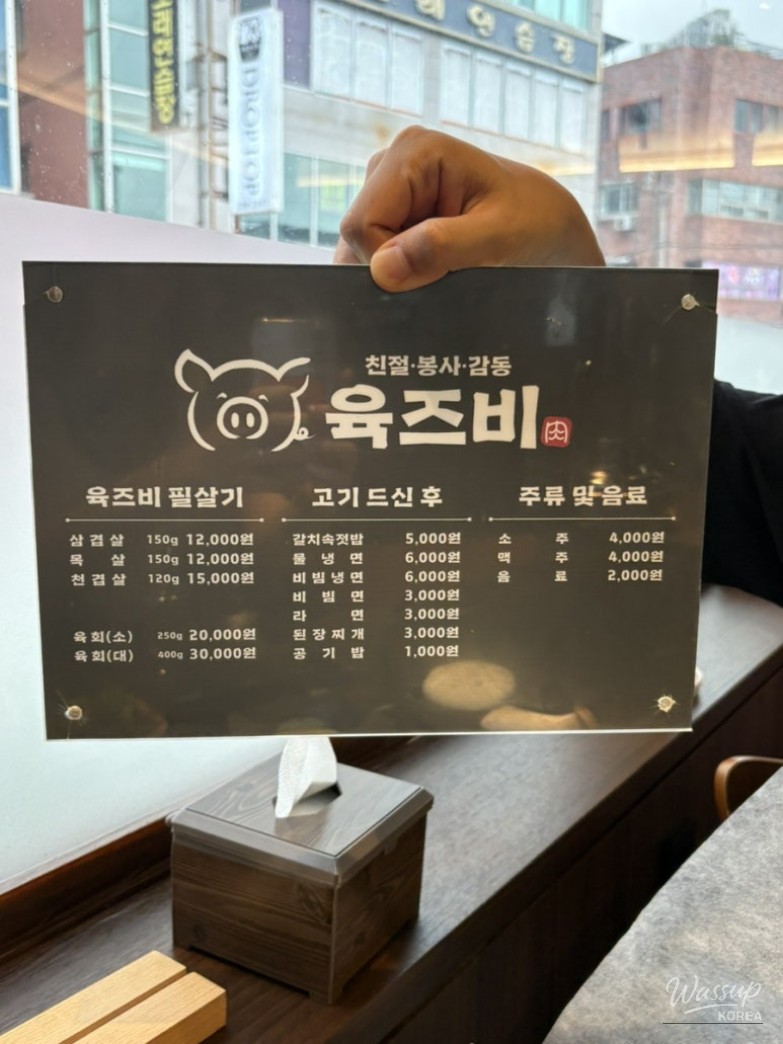 친절·봉사·감동
육즈비
肉
육즈비 필살기
삼겹살 150g 12,000원
목살 150g 12,000원
천겹살 120g 15,000원
육회(소) 250g 20,000원
육회(대) 400g 30,000원
고기 드신 후
갈치속젓밥 5,000원
물냉면 6,000원
비빔냉면 6,000원
비빔면 3,000원
라면 3,000원
된장찌개 3,000원
공기밥 1,000원
주류 및 음료
소주 4,000원
맥주 4,000원
음료 2,000원
Wassup
KOREA